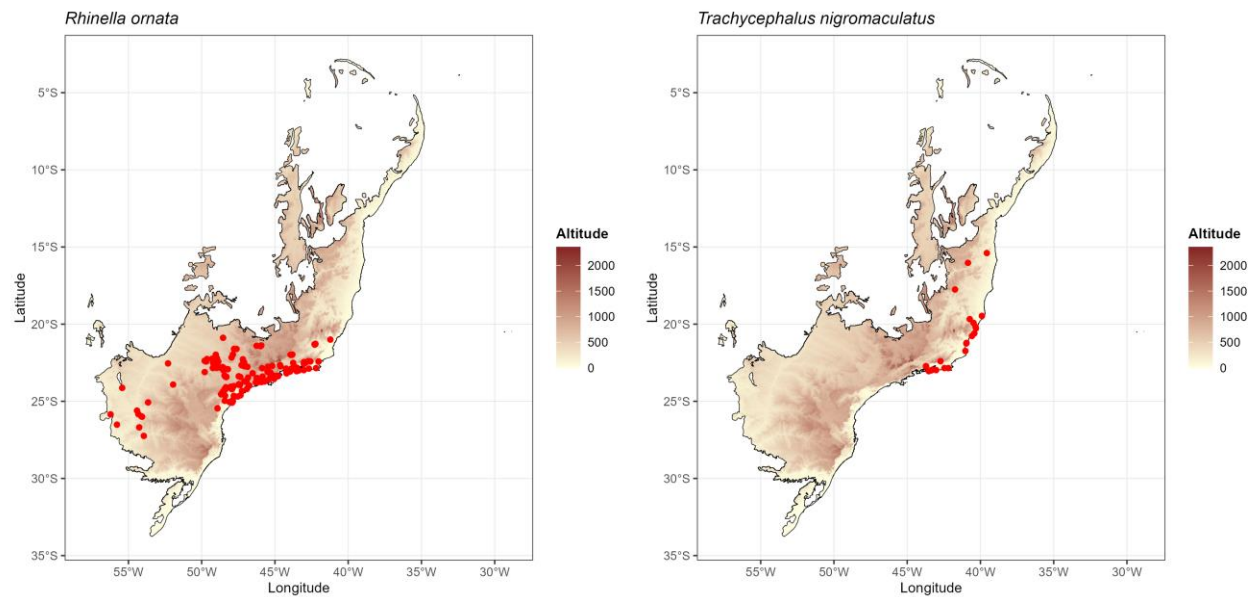 Rhinella ornata
5°S
10°S
15°S
20°S
25°S
30°S
35°S
Latitude
55°W 50°W 45°W 40°W 35°W 30°W
Longitude
Altitude
2000
1500
1000
500
0
Trachycephalus nigromaculatus
5°S
10°S
15°S
20°S
25°S
30°S
35°S
Latitude
55°W 50°W 45°W 40°W 35°W 30°W
Longitude
Altitude
2000
1500
1000
500
0